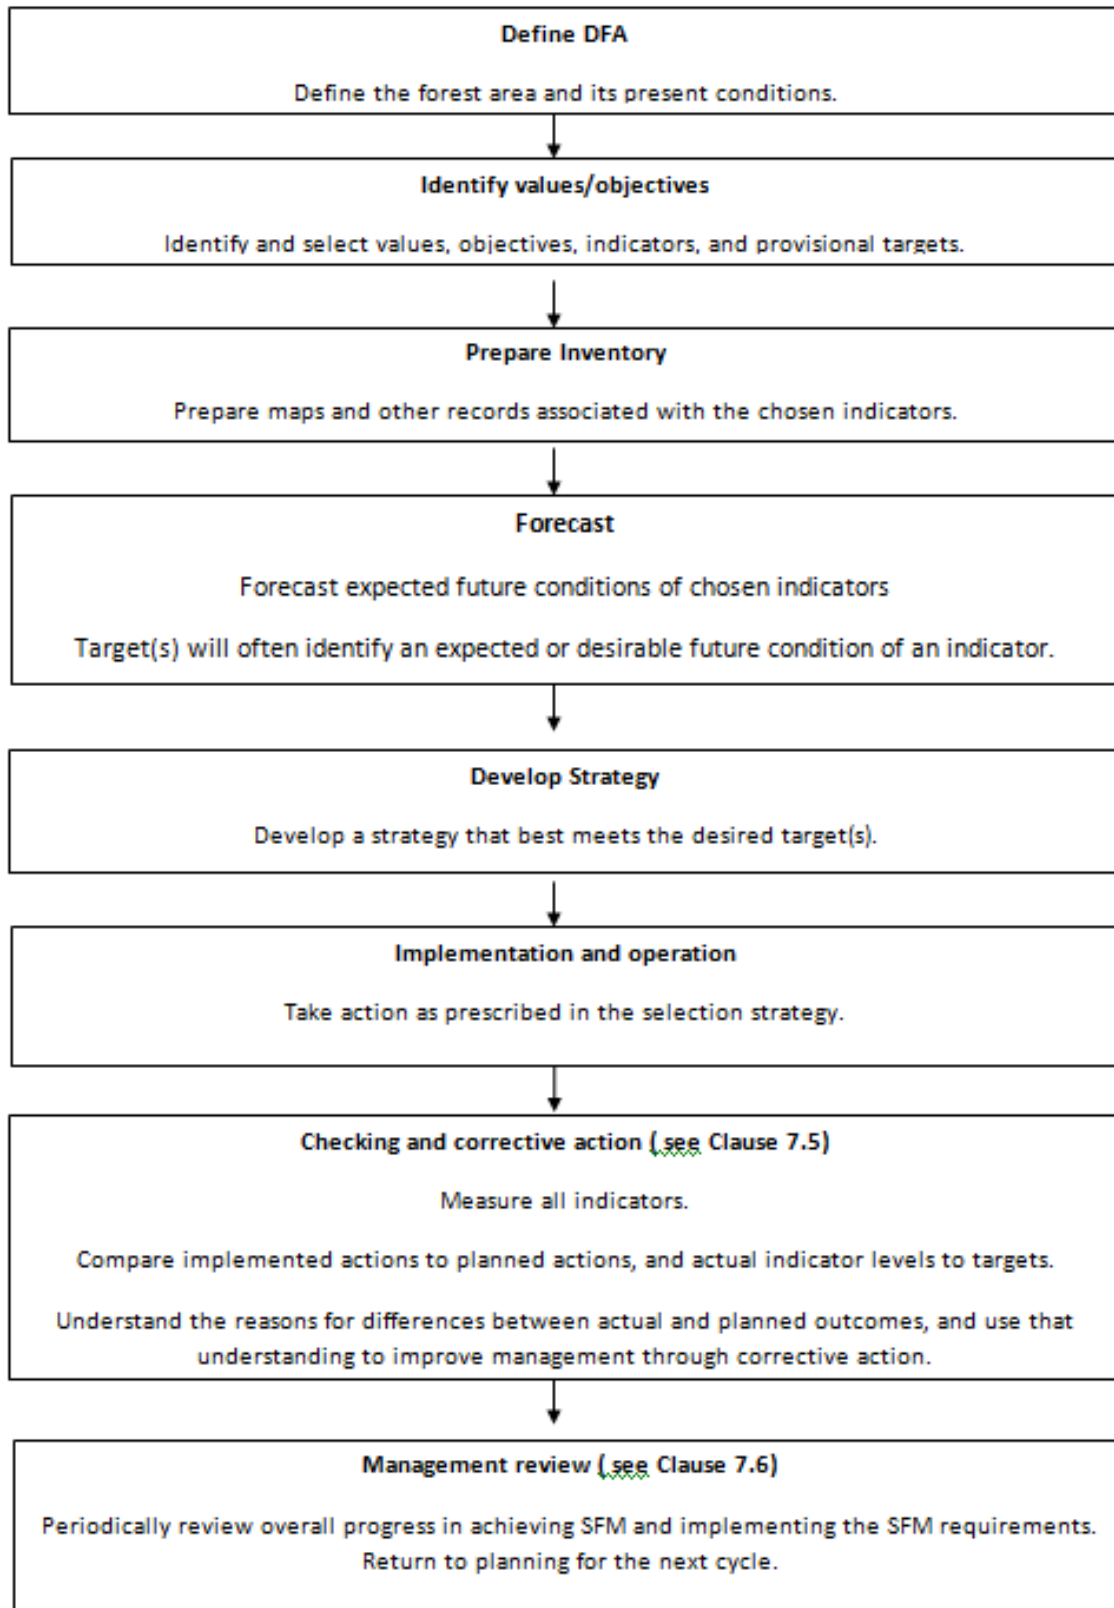 Define DFA
Define the forest area and its present conditions.
Identify values/objectives
Identify and select values, objectives, indicators, and provisional targets.
Prepare Inventory
Prepare maps and other records associated with the chosen indicators.
Forecast
Forecast expected future conditions of chosen indicators
Target(s) will often identify an expected or desirable future condition of an indicator.
Develop Strategy
Develop a strategy that best meets the desired target(s).
Implementation and operation
Take action as prescribed in the selection strategy.
Checking and corrective action ( see Clause 7.5)
Measure all indicators.
Compare implemented actions to planned actions, and actual indicator levels to targets.
Understand the reasons for differences between actual and planned outcomes, and use that
understanding to improve management through corrective action.
Management review ( see Clause 7.6)
Periodically review overall progress in achieving SFM and implementing the SFM requirements.
Return to planning for the next cycle.